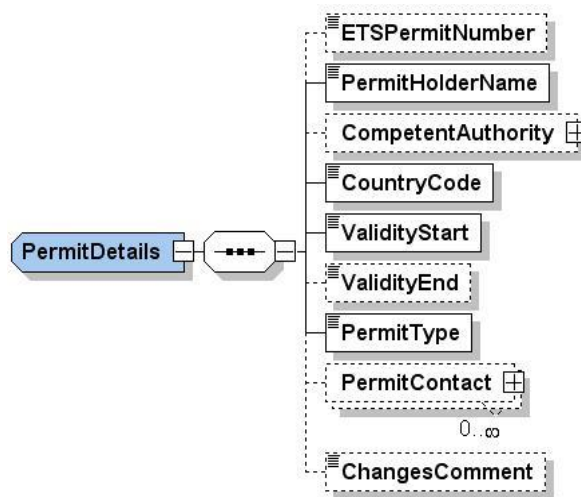 ETSPermitNumber
PermitHolderName
CompetentAuthority
CountryCode
PermitDetails
ValidityStart
ValidityEnd
PermitType
PermitContact
0..∞
ChangesComment